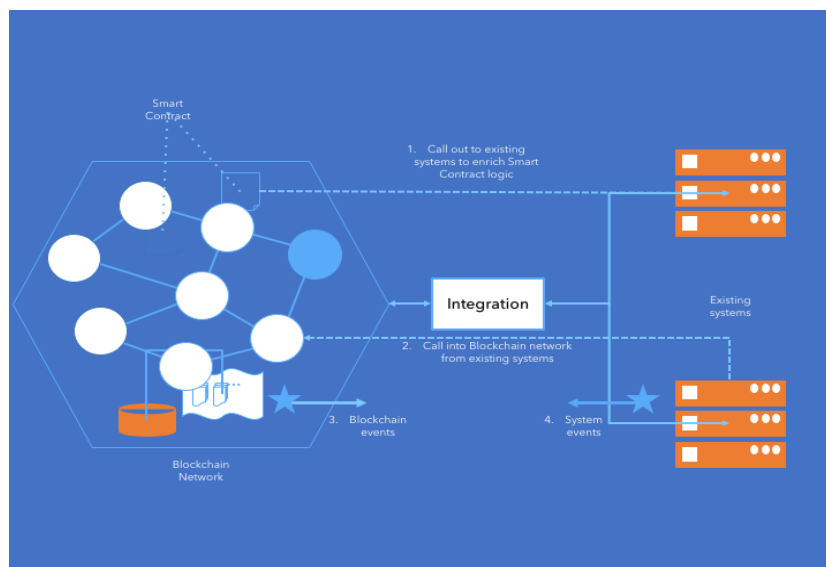 Smart
Contract
1. Call out to existing
systems to enrich Smart
Contract logic
Integration
Existing
systems
2. Call into Blockchain network
from existing systems
3. Blockchain
events
4. System
events
Blockchain
Network